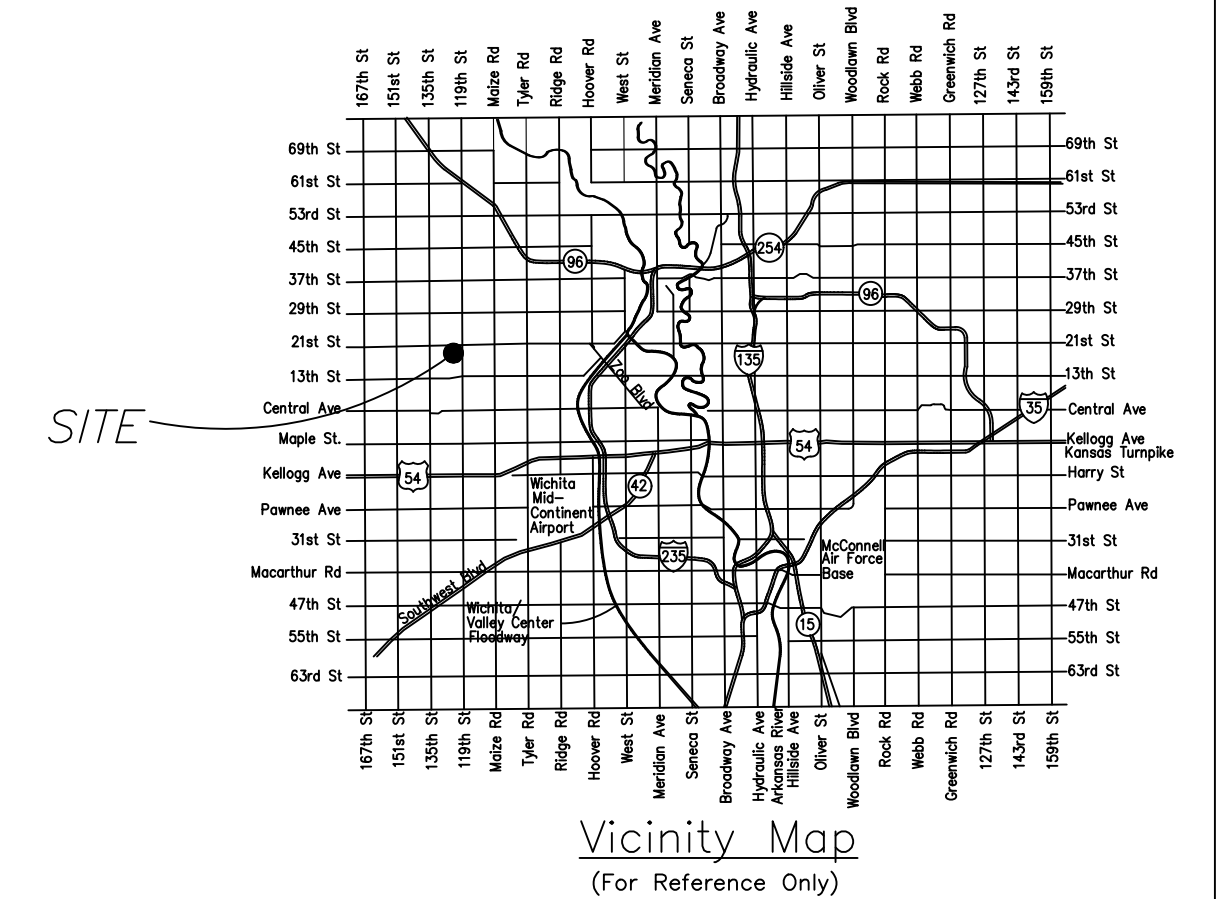 167th St
151st St
135th St
119th St
Maize Rd
Tyler Rd
Ridge Rd
Hoover Rd
West St
Meridian Ave
Seneca St
Broadway Ave
Hydraulic Ave
Hillside Ave
Oliver St
Woodlawn Blvd
Rock Rd
Webb Rd
Greenwich Rd
127th St
143rd St
159th St
69th St
69th St
61st St
61st St
53rd St
53rd St
45th St
254
45th St
96
37th St
37th St
96
29th St
29th St
21st St
21st St
135
13th St
Zoo Blvd
13th St
SITE
Central Ave
35
Central Ave
Maple St.
54
Kellogg Ave
Kansas Turnpike
Kellogg Ave
54
Harry St
Wichita
Mid-
Continent
Airport
42
Pawnee Ave
Pawnee Ave
31st St
31st St
235
McConnell
Air Force
Base
Macarthur Rd
Macarthur Rd
Southwest Blvd
47th St
47th St
Wichita/
Valley Center
Floodway
15
55th St
55th St
63rd St
63rd St
167th St
151st St
135th St
119th St
Maize Rd
Tyler Rd
Ridge Rd
Hoover Rd
West St
Meridian Ave
Seneca St
Broadway Ave
Hydraulic Ave
Arkansas River
Hillside Ave
Oliver St
Woodlawn Blvd
Rock Rd
Webb Rd
Greenwich Rd
127th St
143rd St
159th St
Vicinity Map
(For Reference Only)